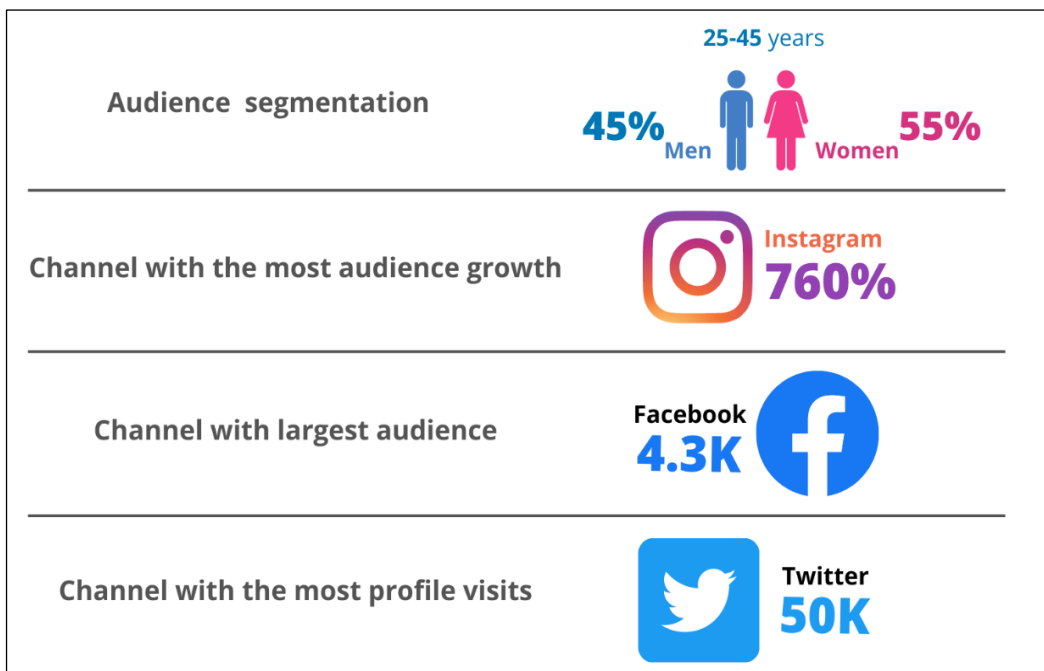 25-45 years
Audience segmentation
45% Men
Women 55%
Channel with the most audience growth
Instagram
760%
Channel with largest audience
Facebook
4.3K
Channel with the most profile visits
Twitter
50K